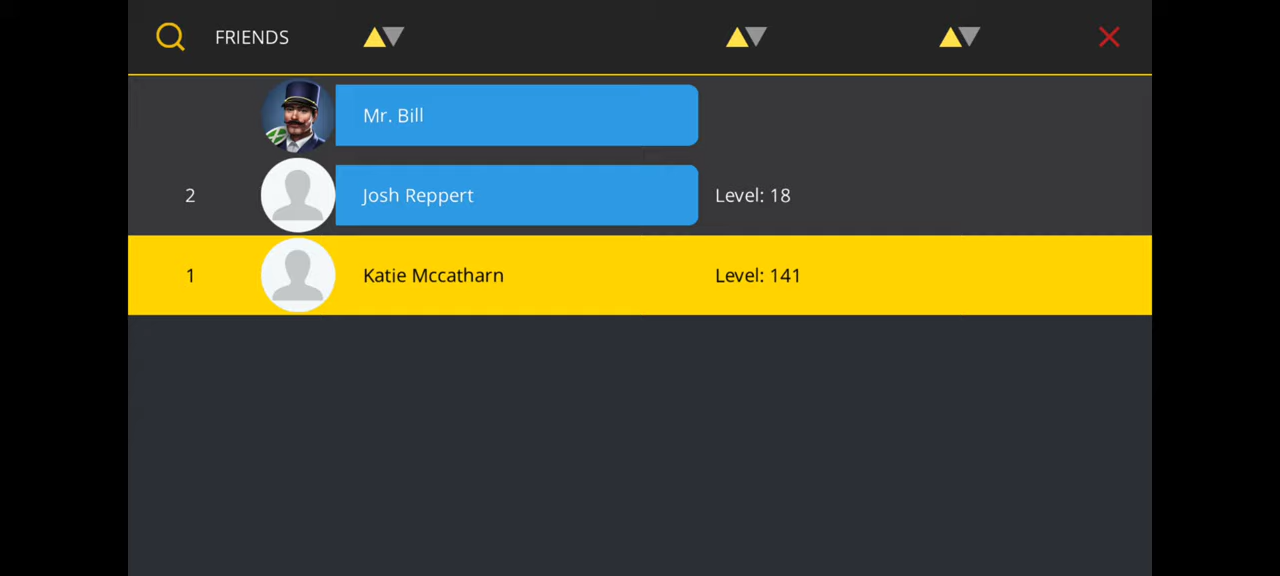 FRIENDS
Mr. Bill
2 Josh Reppert Level: 18
1 Katie Mccatharn Level: 141